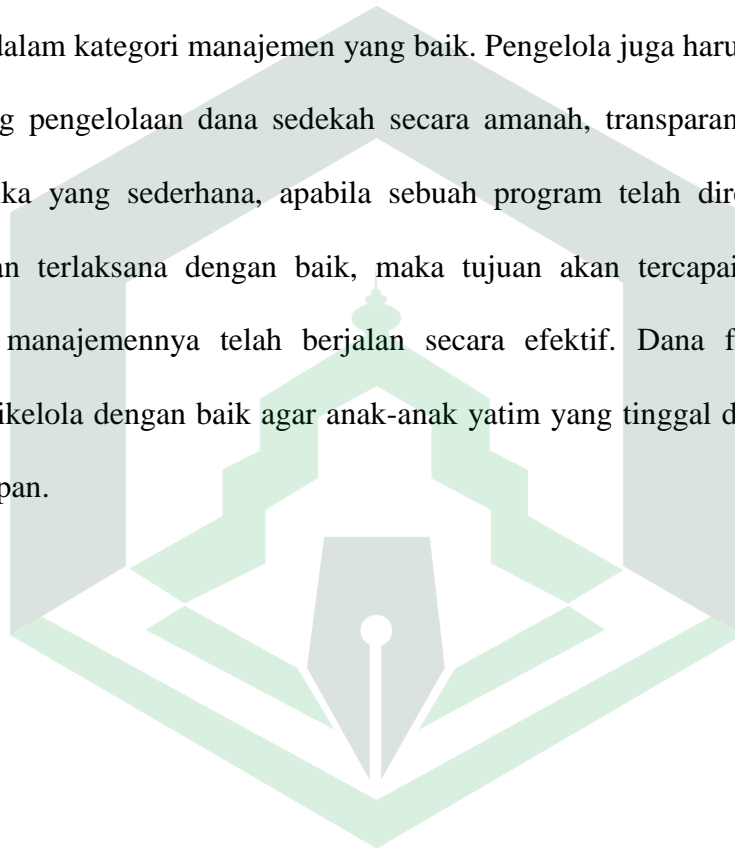 dalam kategori manajemen yang baik. Pengelola juga haru
g pengelolaan dana sedekah secara amanah, transparan
ka yang sederhana, apabila sebuah program telah dire
an terlaksana dengan baik, maka tujuan akan tercapai
manajemennya telah berjalan secara efektif. Dana f
ikelola dengan baik agar anak-anak yatim yang tinggal d
pan.